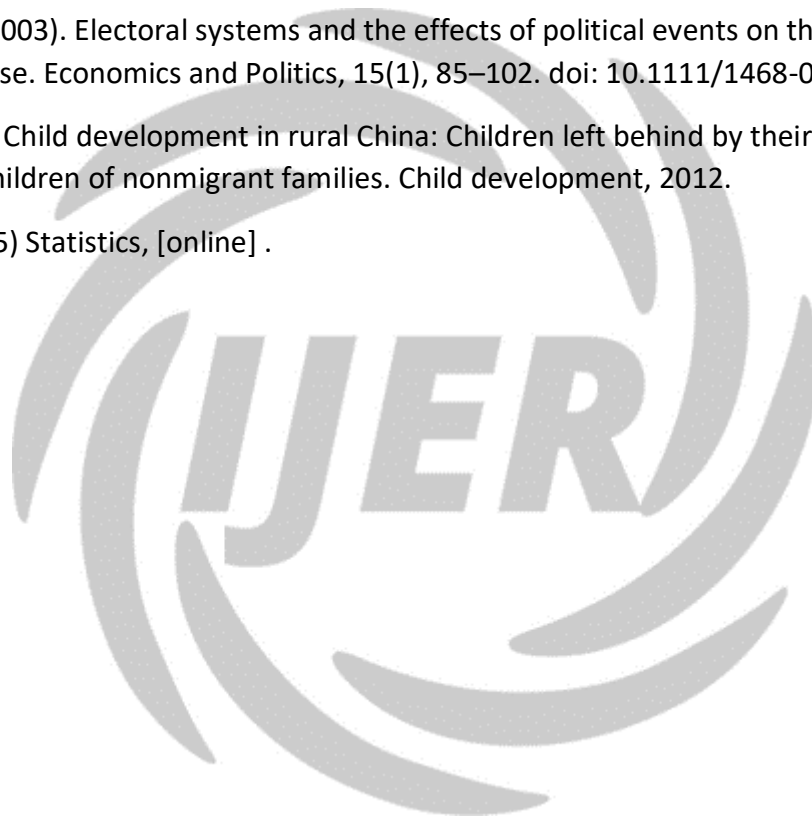 003). Electoral systems and the effects of political events on th
se. Economics and Politics, 15(1), 85–102. doi: 10.1111/1468-0
Child development in rural China: Children left behind by their
hildren of nonmigrant families. Child development, 2012.
5) Statistics, [online] .
IJER